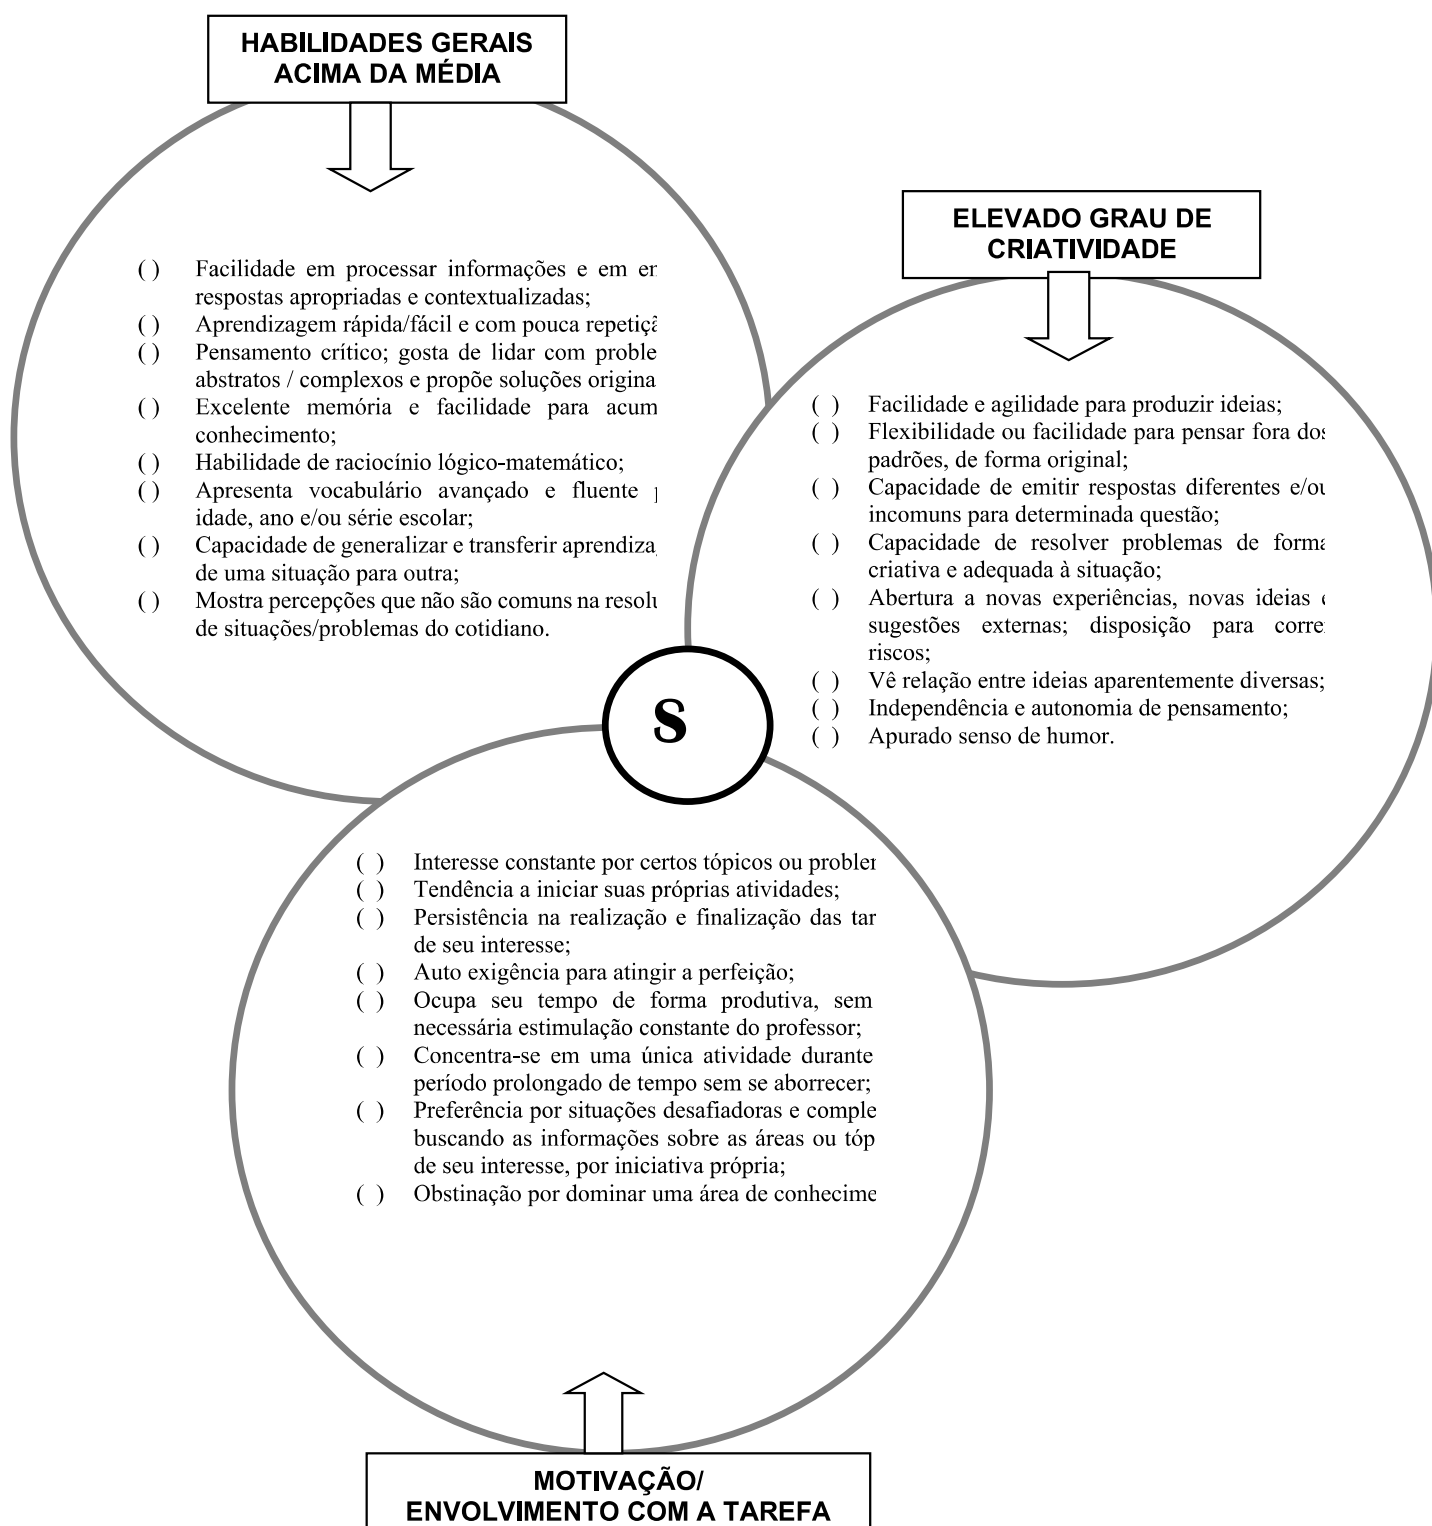 HABILIDADES GERAIS
ACIMA DA MÉDIA
( ) Facilidade em processar informações e em
respostas apropriadas e contextualizadas;
( ) Aprendizagem rápida/fácil e com pouca
( ) Pensamento crítico; gosta de lidar com
abstratos / complexos e propõe soluções
( ) Excelente memória e facilidade para
conhecimento;
( ) Habilidade de raciocínio lógico-matemático;
( ) Apresenta vocabulário avançado e fluente
idade, ano e/ou série escolar;
( ) Capacidade de generalizar e transferir
de uma situação para outra;
( ) Mostra percepções que não são comuns na
de situações/problemas do cotidiano.
ELEVADO GRAU DE
CRIATIVIDADE
( ) Facilidade e agilidade para produzir ideias;
( ) Flexibilidade ou facilidade para pensar fora dos
padrões, de forma original;
( ) Capacidade de emitir respostas diferentes e/ou
incomuns para determinada questão;
( ) Capacidade de resolver problemas de forma
criativa e adequada à situação;
( ) Abertura a novas experiências, novas ideias e
sugestões externas; disposição para correr
riscos;
( ) Vê relação entre ideias aparentemente diversas;
( ) Independência e autonomia de pensamento;
( ) Apurado senso de humor.
S
( ) Interesse constante por certos tópicos ou
( ) Tendência a iniciar suas próprias atividades;
( ) Persistência na realização e finalização das
de seu interesse;
( ) Auto exigência para atingir a perfeição;
( ) Ocupa seu tempo de forma produtiva, sem
necessária estimulação constante do professor;
( ) Concentra-se em uma única atividade durante
período prolongado de tempo sem se aborrecer;
( ) Preferência por situações desafiadoras e
buscando as informações sobre as áreas ou
de seu interesse, por iniciativa própria;
( ) Obstinação por dominar uma área de
MOTIVAÇÃO/
ENVOLVIMENTO COM A TAREFA